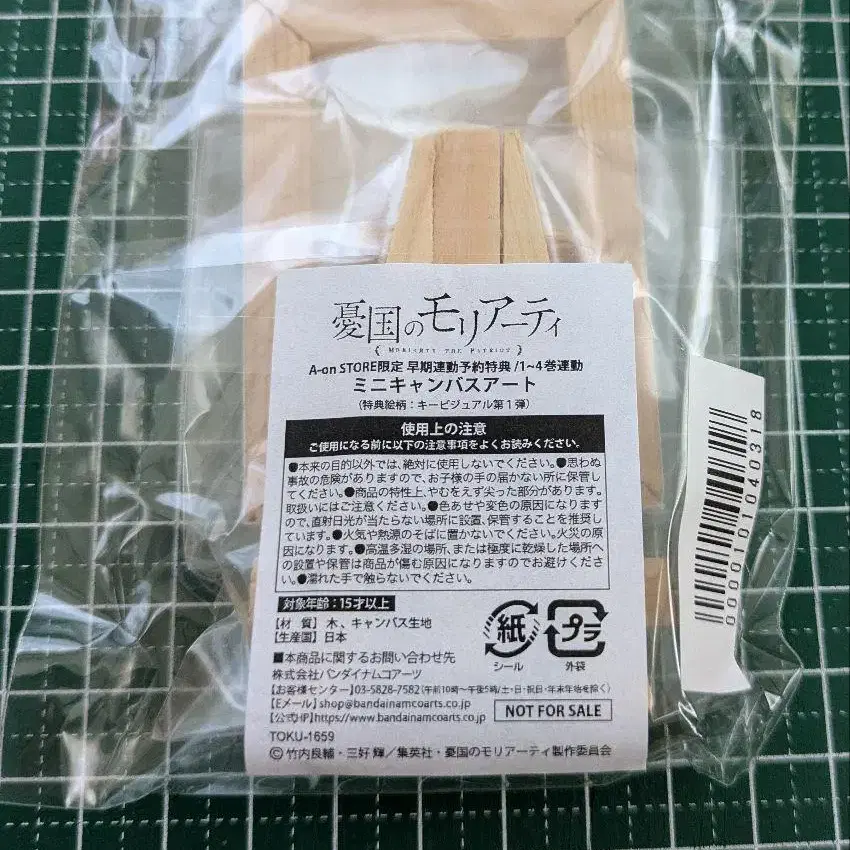 憂国のモリアーティ
MORIARTY THE PATRIOT
A-on STORE限定 早期連動予約特典/1~4巻連動
ミニキャンバスアート
(特典絵柄:キービジュアル第1弾)
使用上の注意
ご使用になる前に以下の注意事項をよくお読みください。
●本来の目的以外では、絶対に使用しないでください。●思わぬ
事故の危険がありますので、お子様の手の届かない所に保管し
てください。●商品の特性上、やむをえず尖った部分があります。
取扱いにはご注意ください。●色あせや変色の原因になります
ので、直射日光が当たらない場所に設置、保管することを推奨し
ています。●火気や熱源のそばに置かないでください。火災の原
因になります。●高温多湿の場所、または極度に乾燥した場所へ
の設置や保管は商品が傷む原因になりますのでお避けくださ
い。●濡れた手で触らないでください。
対象年齢:15才以上
【材 質】木、キャンバス生地
【生産国】日本
紙
シール
プラ
外袋
■本商品に関するお問い合わせ先
株式会社バンダイナムコアーツ
【お客様センター】03-5828-7582(午前10時~午後5時/土・日・祝日・年末年始を除く)
【Eメール】shop@bandainamcoarts.co.jp
【公式HP】https://www.bandainamcoarts.co.jp
NOT FOR SALE
TOKU-1659
©竹内良輔・三好 輝/集英社・憂国のモリアーティ製作委員会
0000101040318